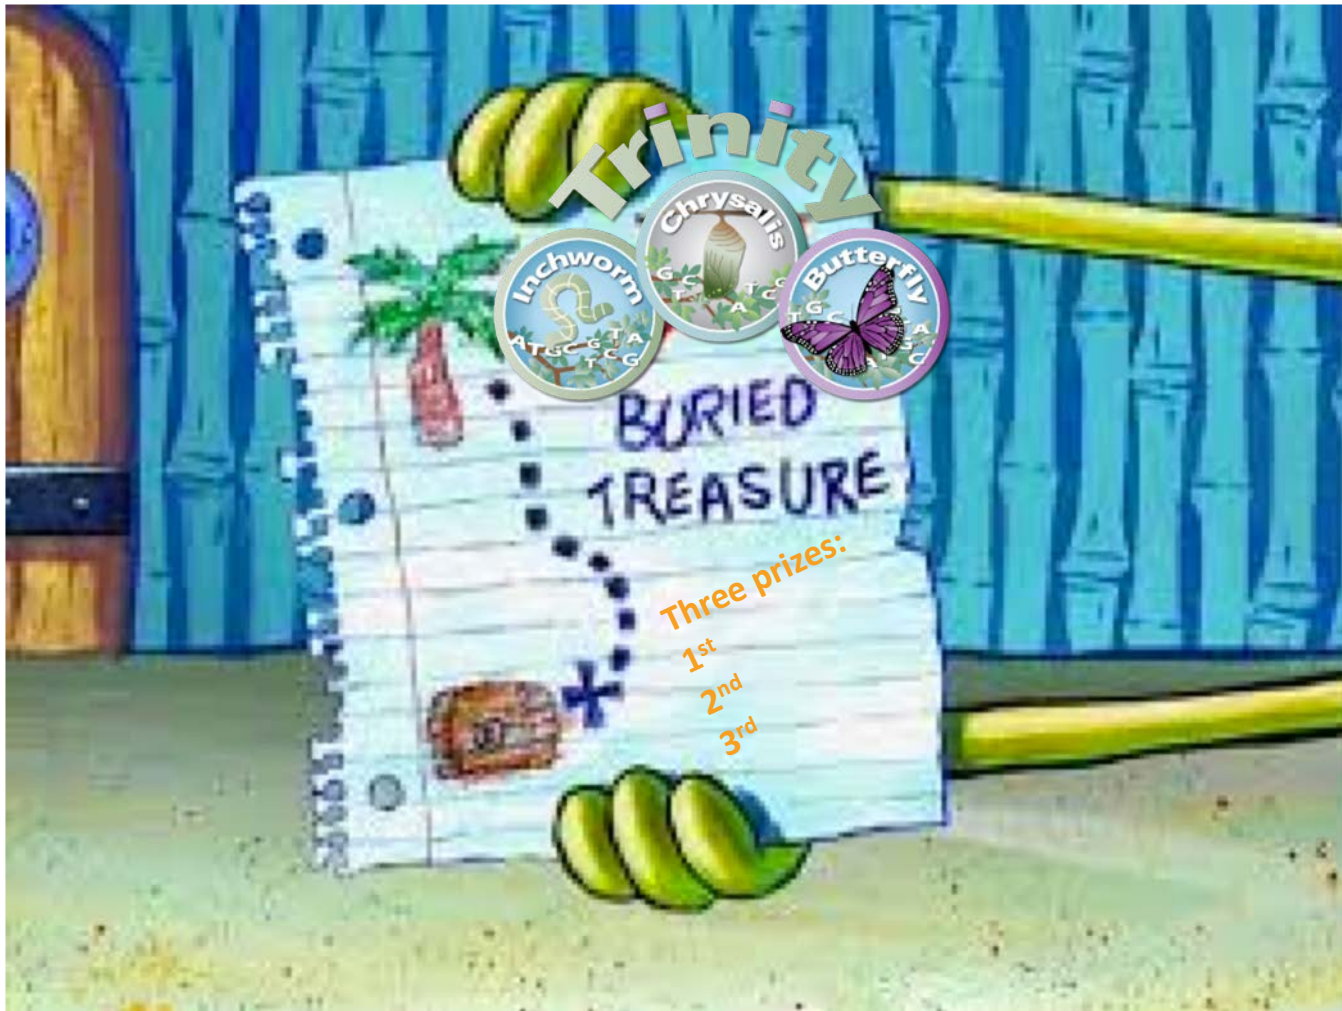 Trinity
Chrysalis
Inchworm
Butterfly
BURIED
TREASURE
Three prizes:
1st
2nd
3rd